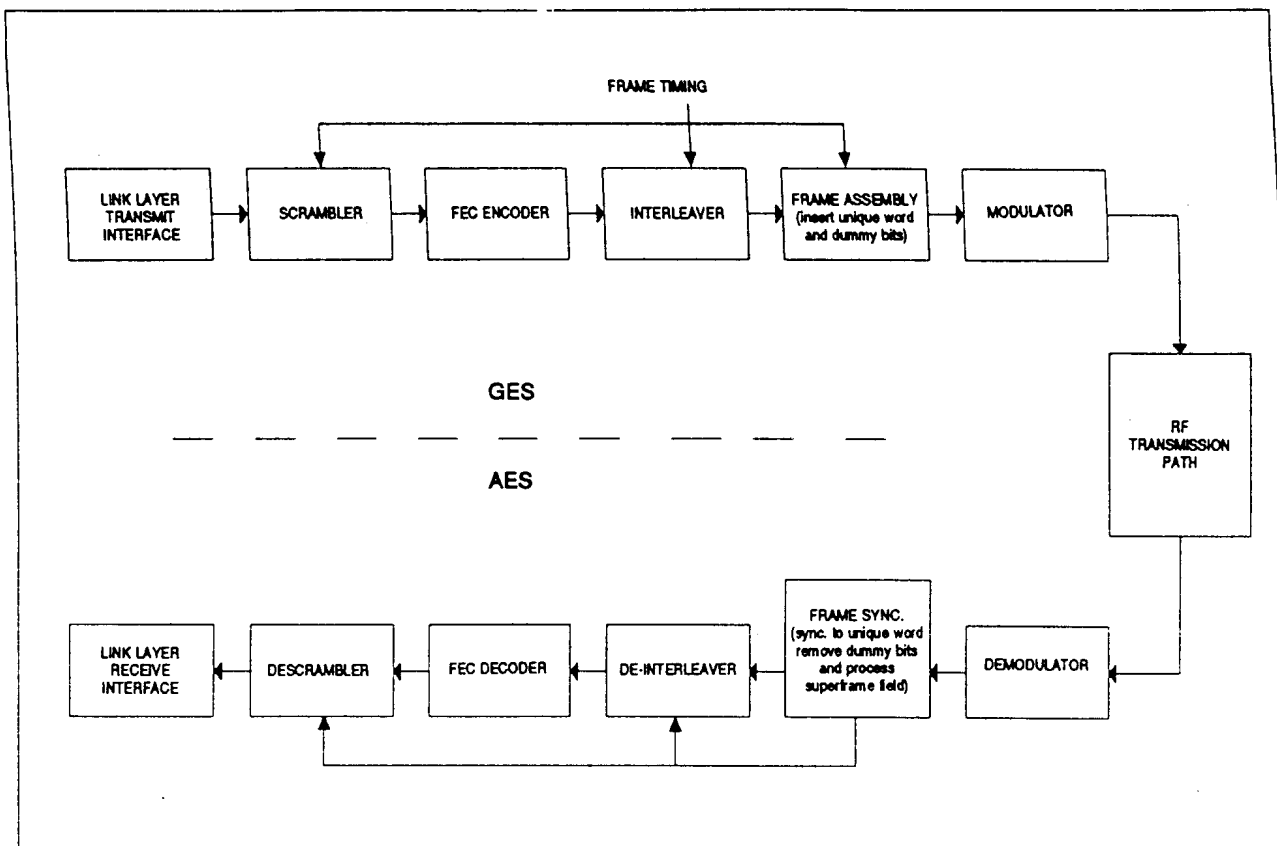 FRAME TIMING
LINK LAYER
TRANSMIT
INTERFACE
SCRAMBLER
FEC ENCODER
INTERLEAVER
FRAME ASSEMBLY
(insert unique word
and dummy bits)
MODULATOR
GES
RF
TRANSMISSION
PATH
AES
LINK LAYER
RECEIVE
INTERFACE
DESCRAMBLER
FEC DECODER
DE-INTERLEAVER
FRAME SYNC.
(sync. to unique word
remove dummy bits
and process
superframe field)
DEMODULATOR